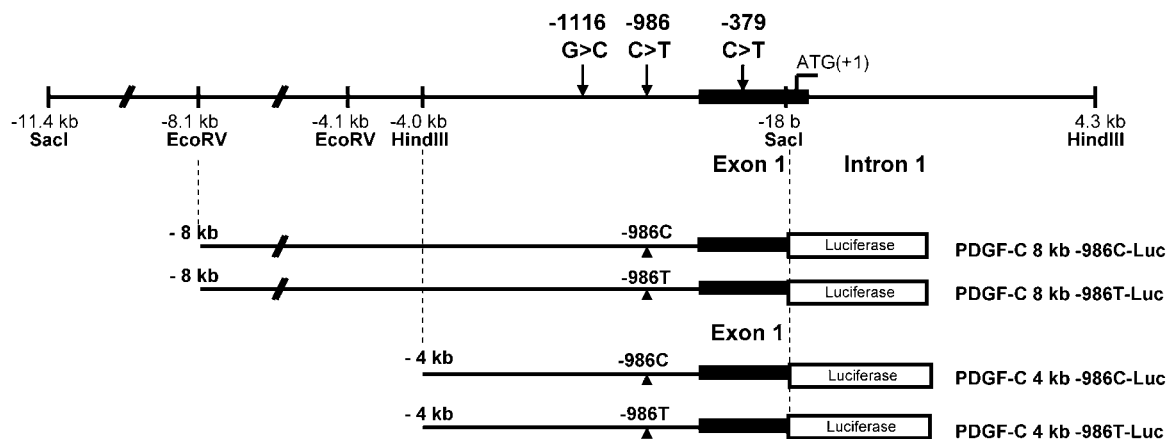 -1116 -986 -379
G>C C>T C>T
ATG(+1)
-11.4 kb -8.1 kb -4.1 kb -4.0 kb -18 b 4.3 kb
SacI EcoRV EcoRV HindIII SacI HindIII
Exon 1 Intron 1
- 8 kb -986C Luciferase PDGF-C 8 kb -986C-Luc
- 8 kb -986T Luciferase PDGF-C 8 kb -986T-Luc
Exon 1
- 4 kb -986C Luciferase PDGF-C 4 kb -986C-Luc
- 4 kb -986T Luciferase PDGF-C 4 kb -986T-Luc